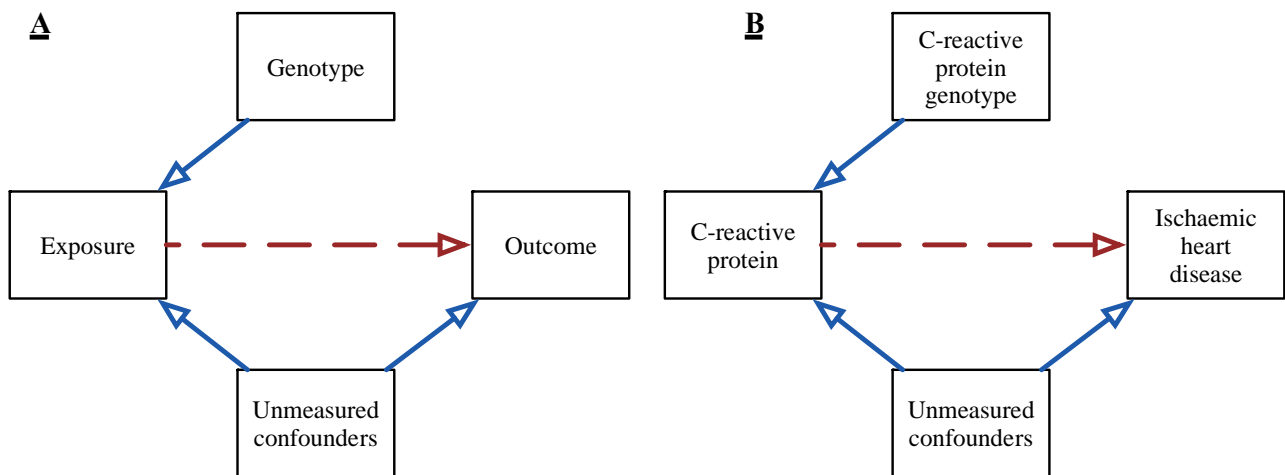 A
Genotype
Exposure
Outcome
Unmeasured
confounders
B
C-reactive
protein
genotype
C-reactive
protein
Ischaemic
heart
disease
Unmeasured
confounders